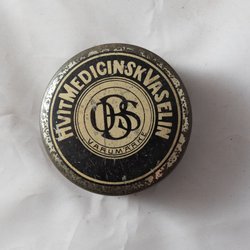 HVIT MEDICINSK VASELIN
OBS
VARUMÄRKE